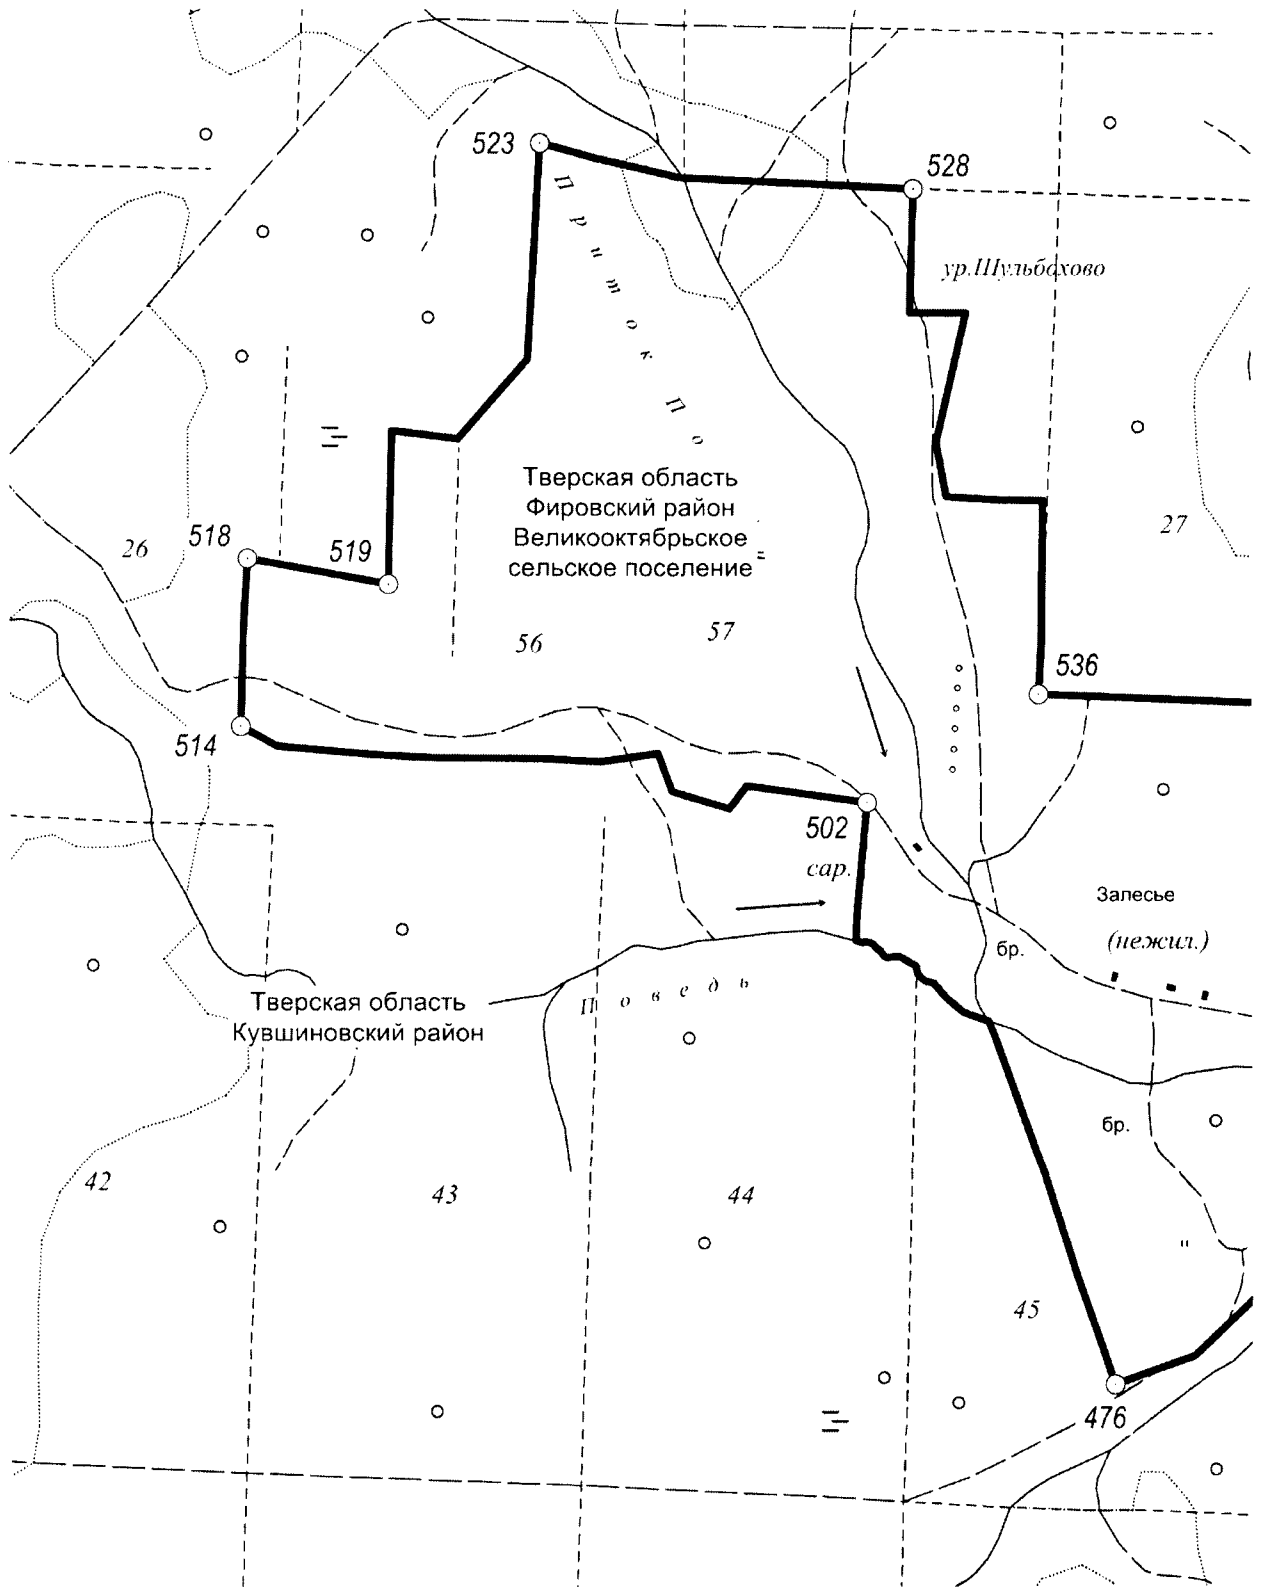 523
528
Приток По
ур.Шульбахово
Тверская область
Фировский район
Великооктябрьское
сельское поселение
518
519
26
27
56
57
536
514
502
сар.
Залесье
(нежил.)
бр.
Поведь
Тверская область
Кувшиновский район
бр.
42
43
44
45
476